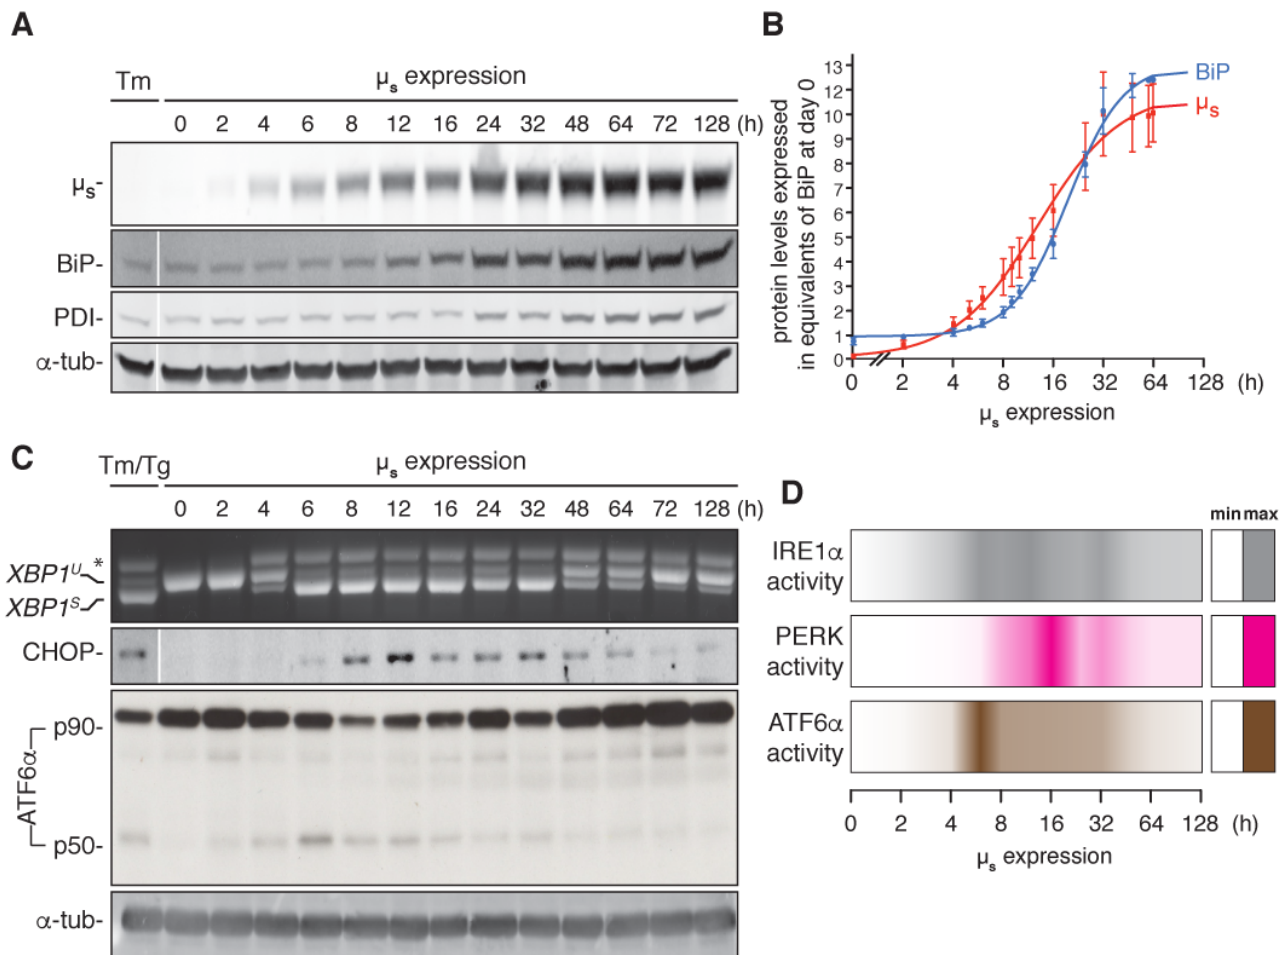 A
Tm
μs expression
0 2 4 6 8 12 16 24 32 48 64 72 128 (h)
μs-
BiP-
PDI-
α-tub-
B
protein levels expressed
in equivalents of BiP at day 0
13
12
11
10
9
8
7
6
5
4
3
2
1
0
BiP
μs
0 2 4 8 16 32 64 128 (h)
μs expression
C
Tm/Tg
μs expression
0 2 4 6 8 12 16 24 32 48 64 72 128 (h)
*
XBP1U
XBP1S
CHOP-
ATF6α
p90-
p50-
α-tub-
D
min max
IRE1α
activity
PERK
activity
ATF6α
activity
0 2 4 8 16 32 64 128 (h)
μs expression